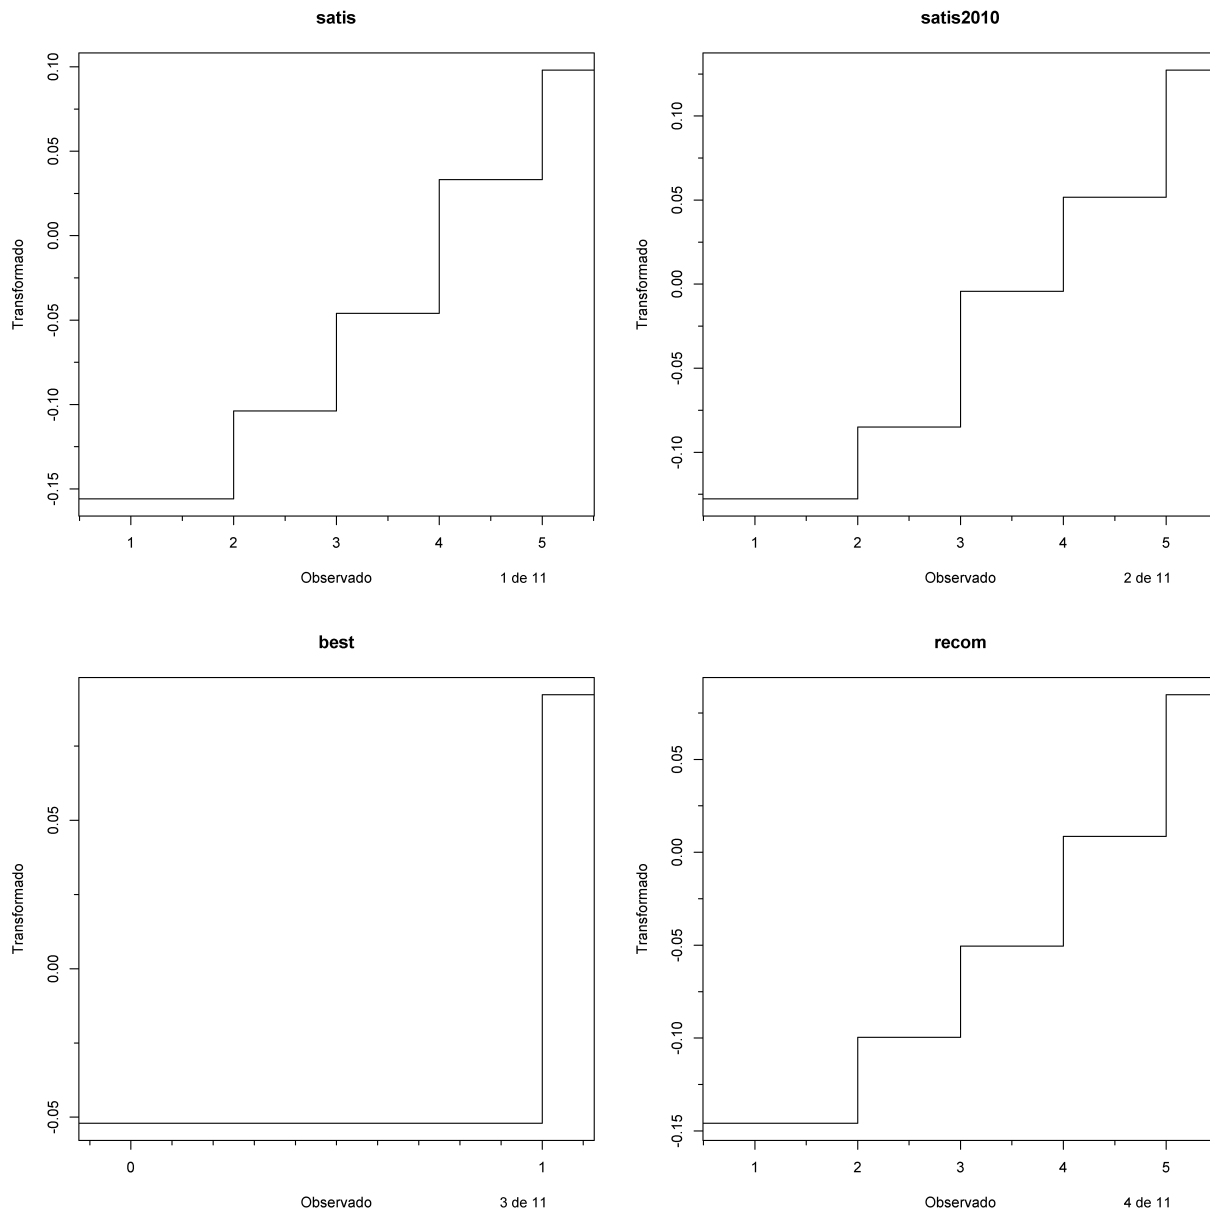 satis
0.10
0.05
0.00
-0.05
-0.10
-0.15
Transformado
1 2 3 4 5
Observado 1 de 11
satis2010
0.10
0.05
0.00
-0.05
-0.10
Transformado
1 2 3 4 5
Observado 2 de 11
best
0.05
0.00
-0.05
Transformado
0 1
Observado 3 de 11
recom
0.05
0.00
-0.05
-0.10
-0.15
Transformado
1 2 3 4 5
Observado 4 de 11